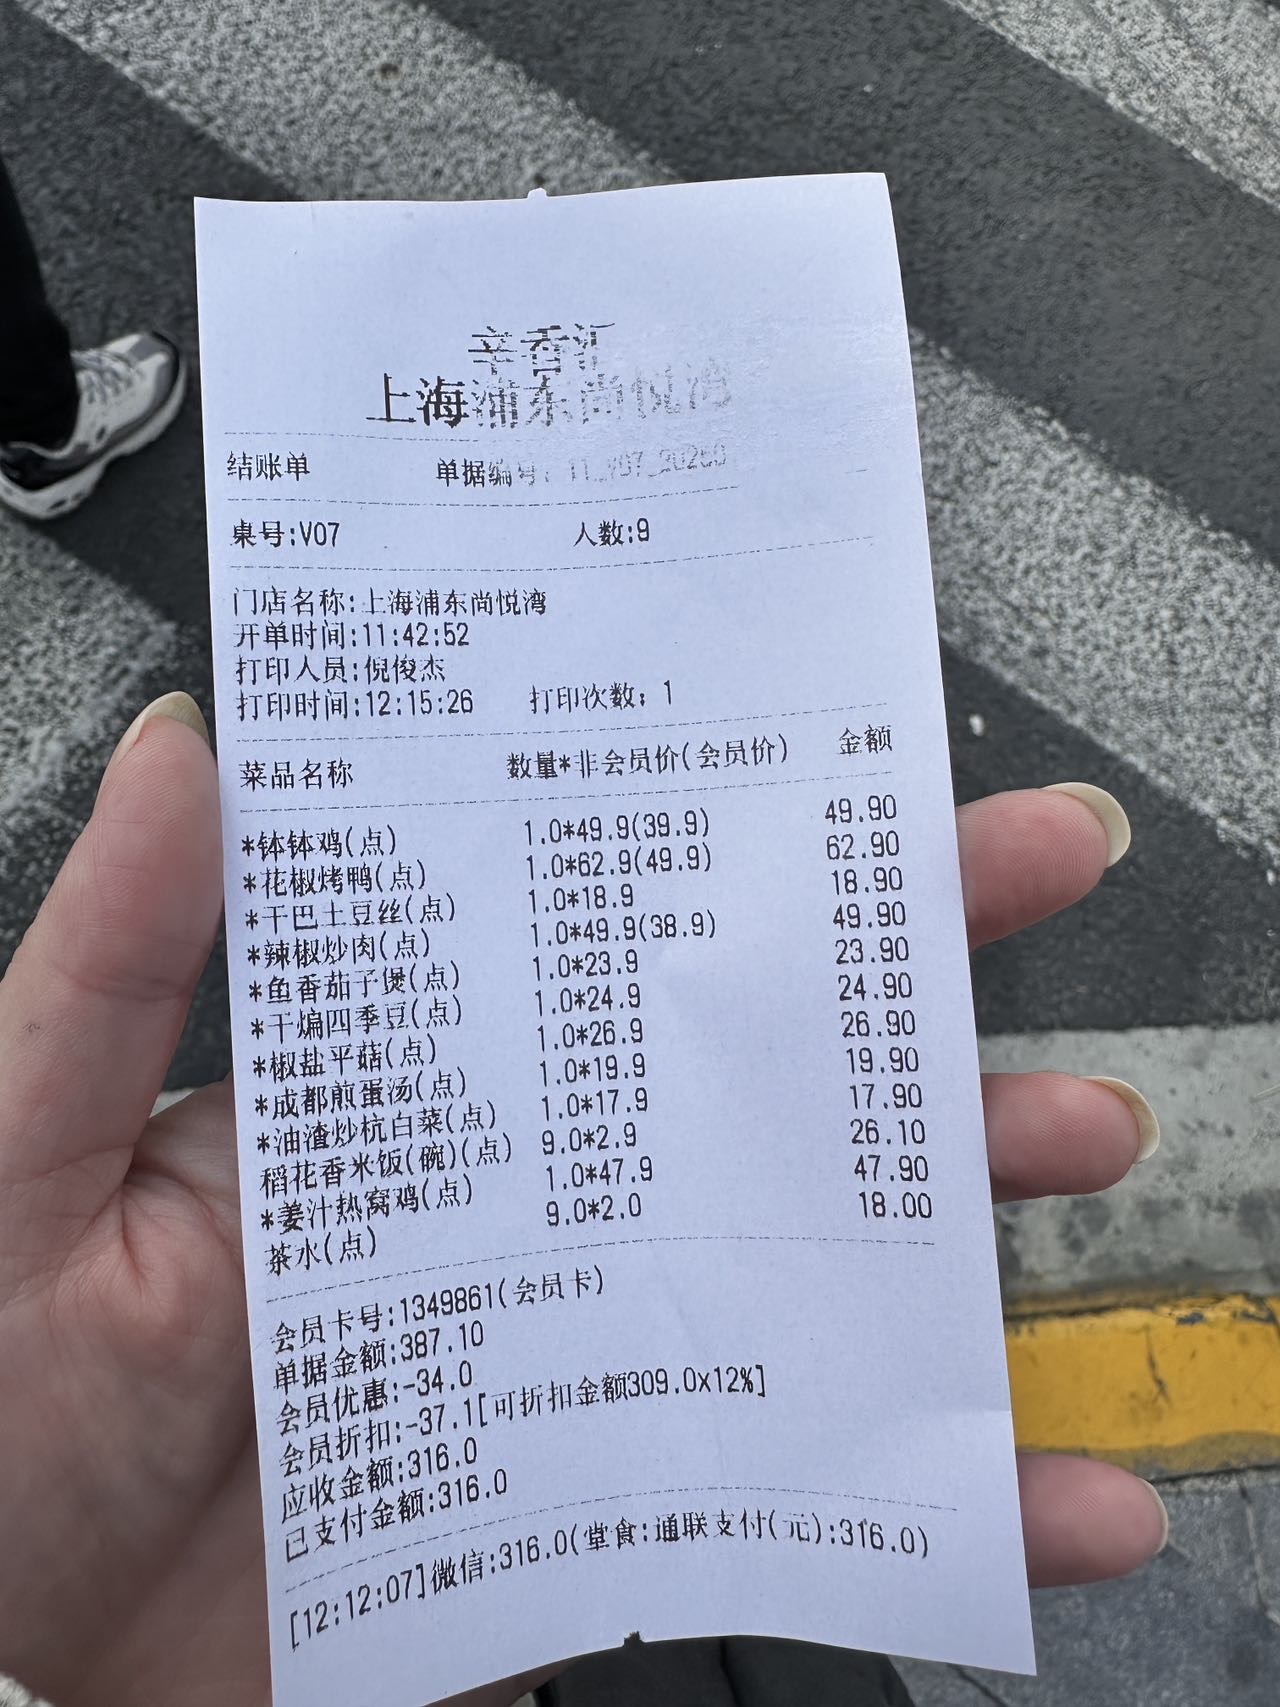 辛香汇
上海浦东尚悦湾
结账单 单据编号: 11_V07_20260
桌号:V07 人数:9
门店名称:上海浦东尚悦湾
开单时间:11:42:52
打印人员:倪俊杰
打印时间:12:15:26 打印次数: 1
菜品名称 数量*非会员价(会员价) 金额
*钵钵鸡(点) 1.0*49.9(39.9) 49.90
*花椒烤鸭(点) 1.0*62.9(49.9) 62.90
*干巴土豆丝(点) 1.0*18.9 18.90
*辣椒炒肉(点) 1.0*49.9(38.9) 49.90
*鱼香茄子煲(点) 1.0*23.9 23.90
*干煸四季豆(点) 1.0*24.9 24.90
*椒盐平菇(点) 1.0*26.9 26.90
*成都煎蛋汤(点) 1.0*19.9 19.90
*油渣炒杭白菜(点) 1.0*17.9 17.90
稻花香米饭(碗)(点) 9.0*2.9 26.10
*姜汁热窝鸡(点) 1.0*47.9 47.90
茶水(点) 9.0*2.0 18.00
会员卡号:1349861(会员卡)
单据金额:387.10
会员优惠:-34.0
会员折扣:-37.1[可折扣金额309.0x12%]
应收金额:316.0
已支付金额:316.0
[12:12:07]微信:316.0(堂食:通联支付(元):316.0)